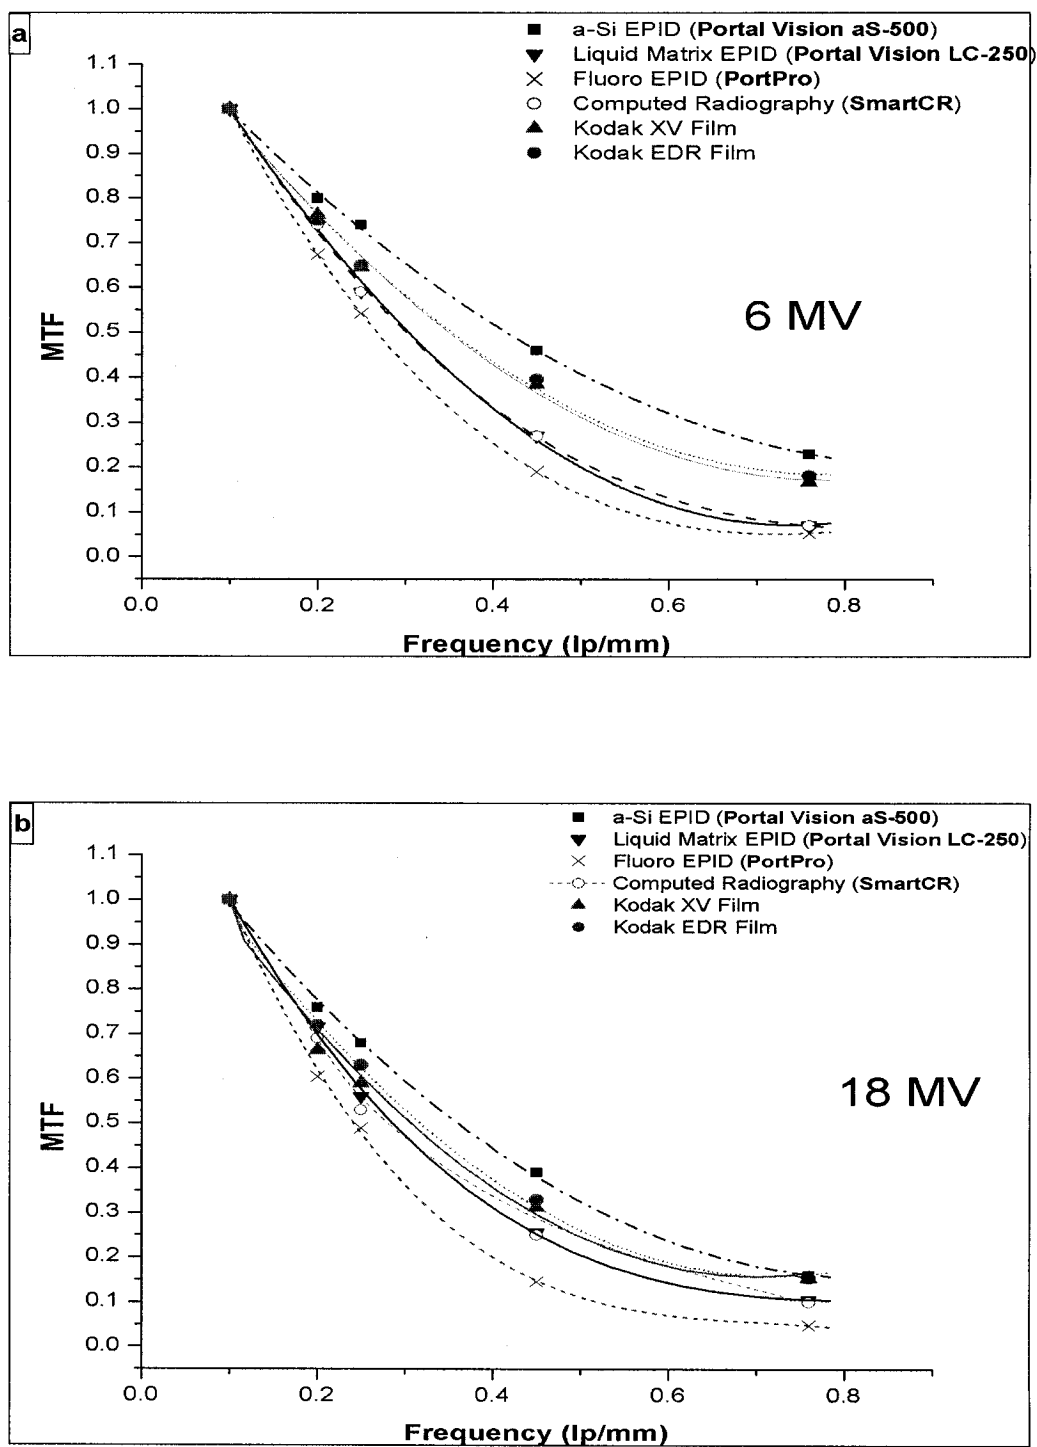 a
a-Si EPID (Portal Vision aS-500)
Liquid Matrix EPID (Portal Vision LC-250)
Fluoro EPID (PortPro)
Computed Radiography (SmartCR)
Kodak XV Film
Kodak EDR Film
1.1
1.0
0.9
0.8
0.7
0.6
0.5
0.4
0.3
0.2
0.1
0.0
MTF
6 MV
0.0 0.2 0.4 0.6 0.8
Frequency (lp/mm)
b
a-Si EPID (Portal Vision aS-500)
Liquid Matrix EPID (Portal Vision LC-250)
Fluoro EPID (PortPro)
Computed Radiography (SmartCR)
Kodak XV Film
Kodak EDR Film
1.1
1.0
0.9
0.8
0.7
0.6
0.5
0.4
0.3
0.2
0.1
0.0
MTF
18 MV
0.0 0.2 0.4 0.6 0.8
Frequency (lp/mm)